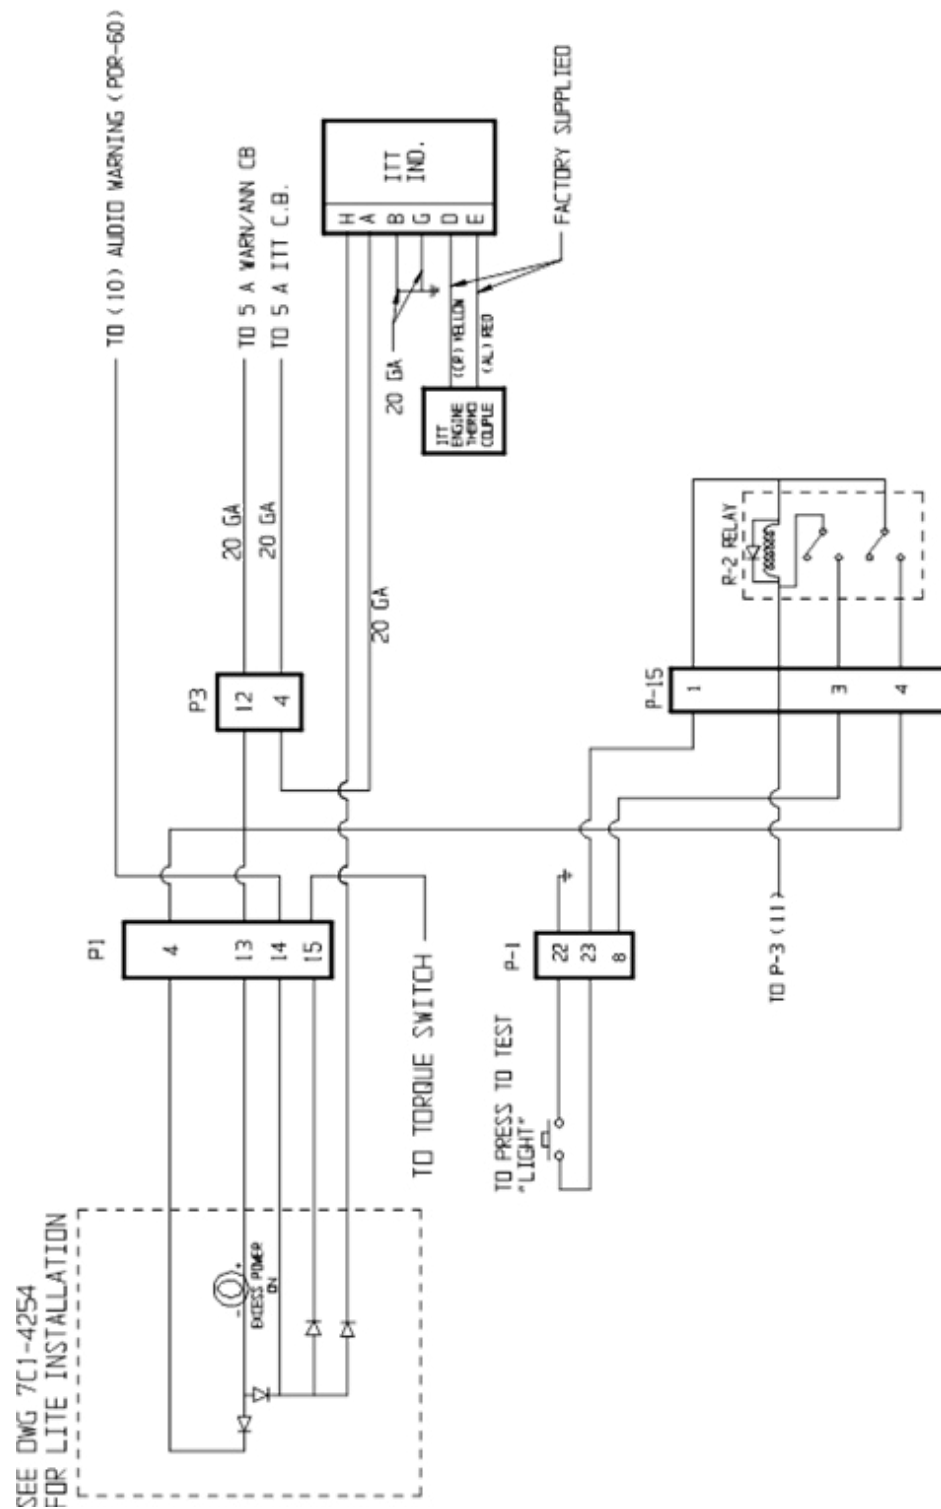 SEE DWG 7C1-4254
FOR LITE INSTALLATION
EXCESS POWER
ON
- +
P1
4
13
14
15
TO (10) AUDIO WARNING (PDR-60)
P3
12
4
20 GA
20 GA
TO 5 A WARN/ANN CB
TO 5 A ITT C.B.
20 GA
ITT
IND.
H
A
B
G
D
E
20 GA
(CR) YELLOW
(AL) RED
ITT
ENGINE
THERMO
COUPLE
FACTORY SUPPLIED
TO TORQUE SWITCH
TO PRESS TO TEST
"LIGHT"
P-1
22
23
8
P-15
1
3
4
R-2 RELAY
TO P-3 (11)